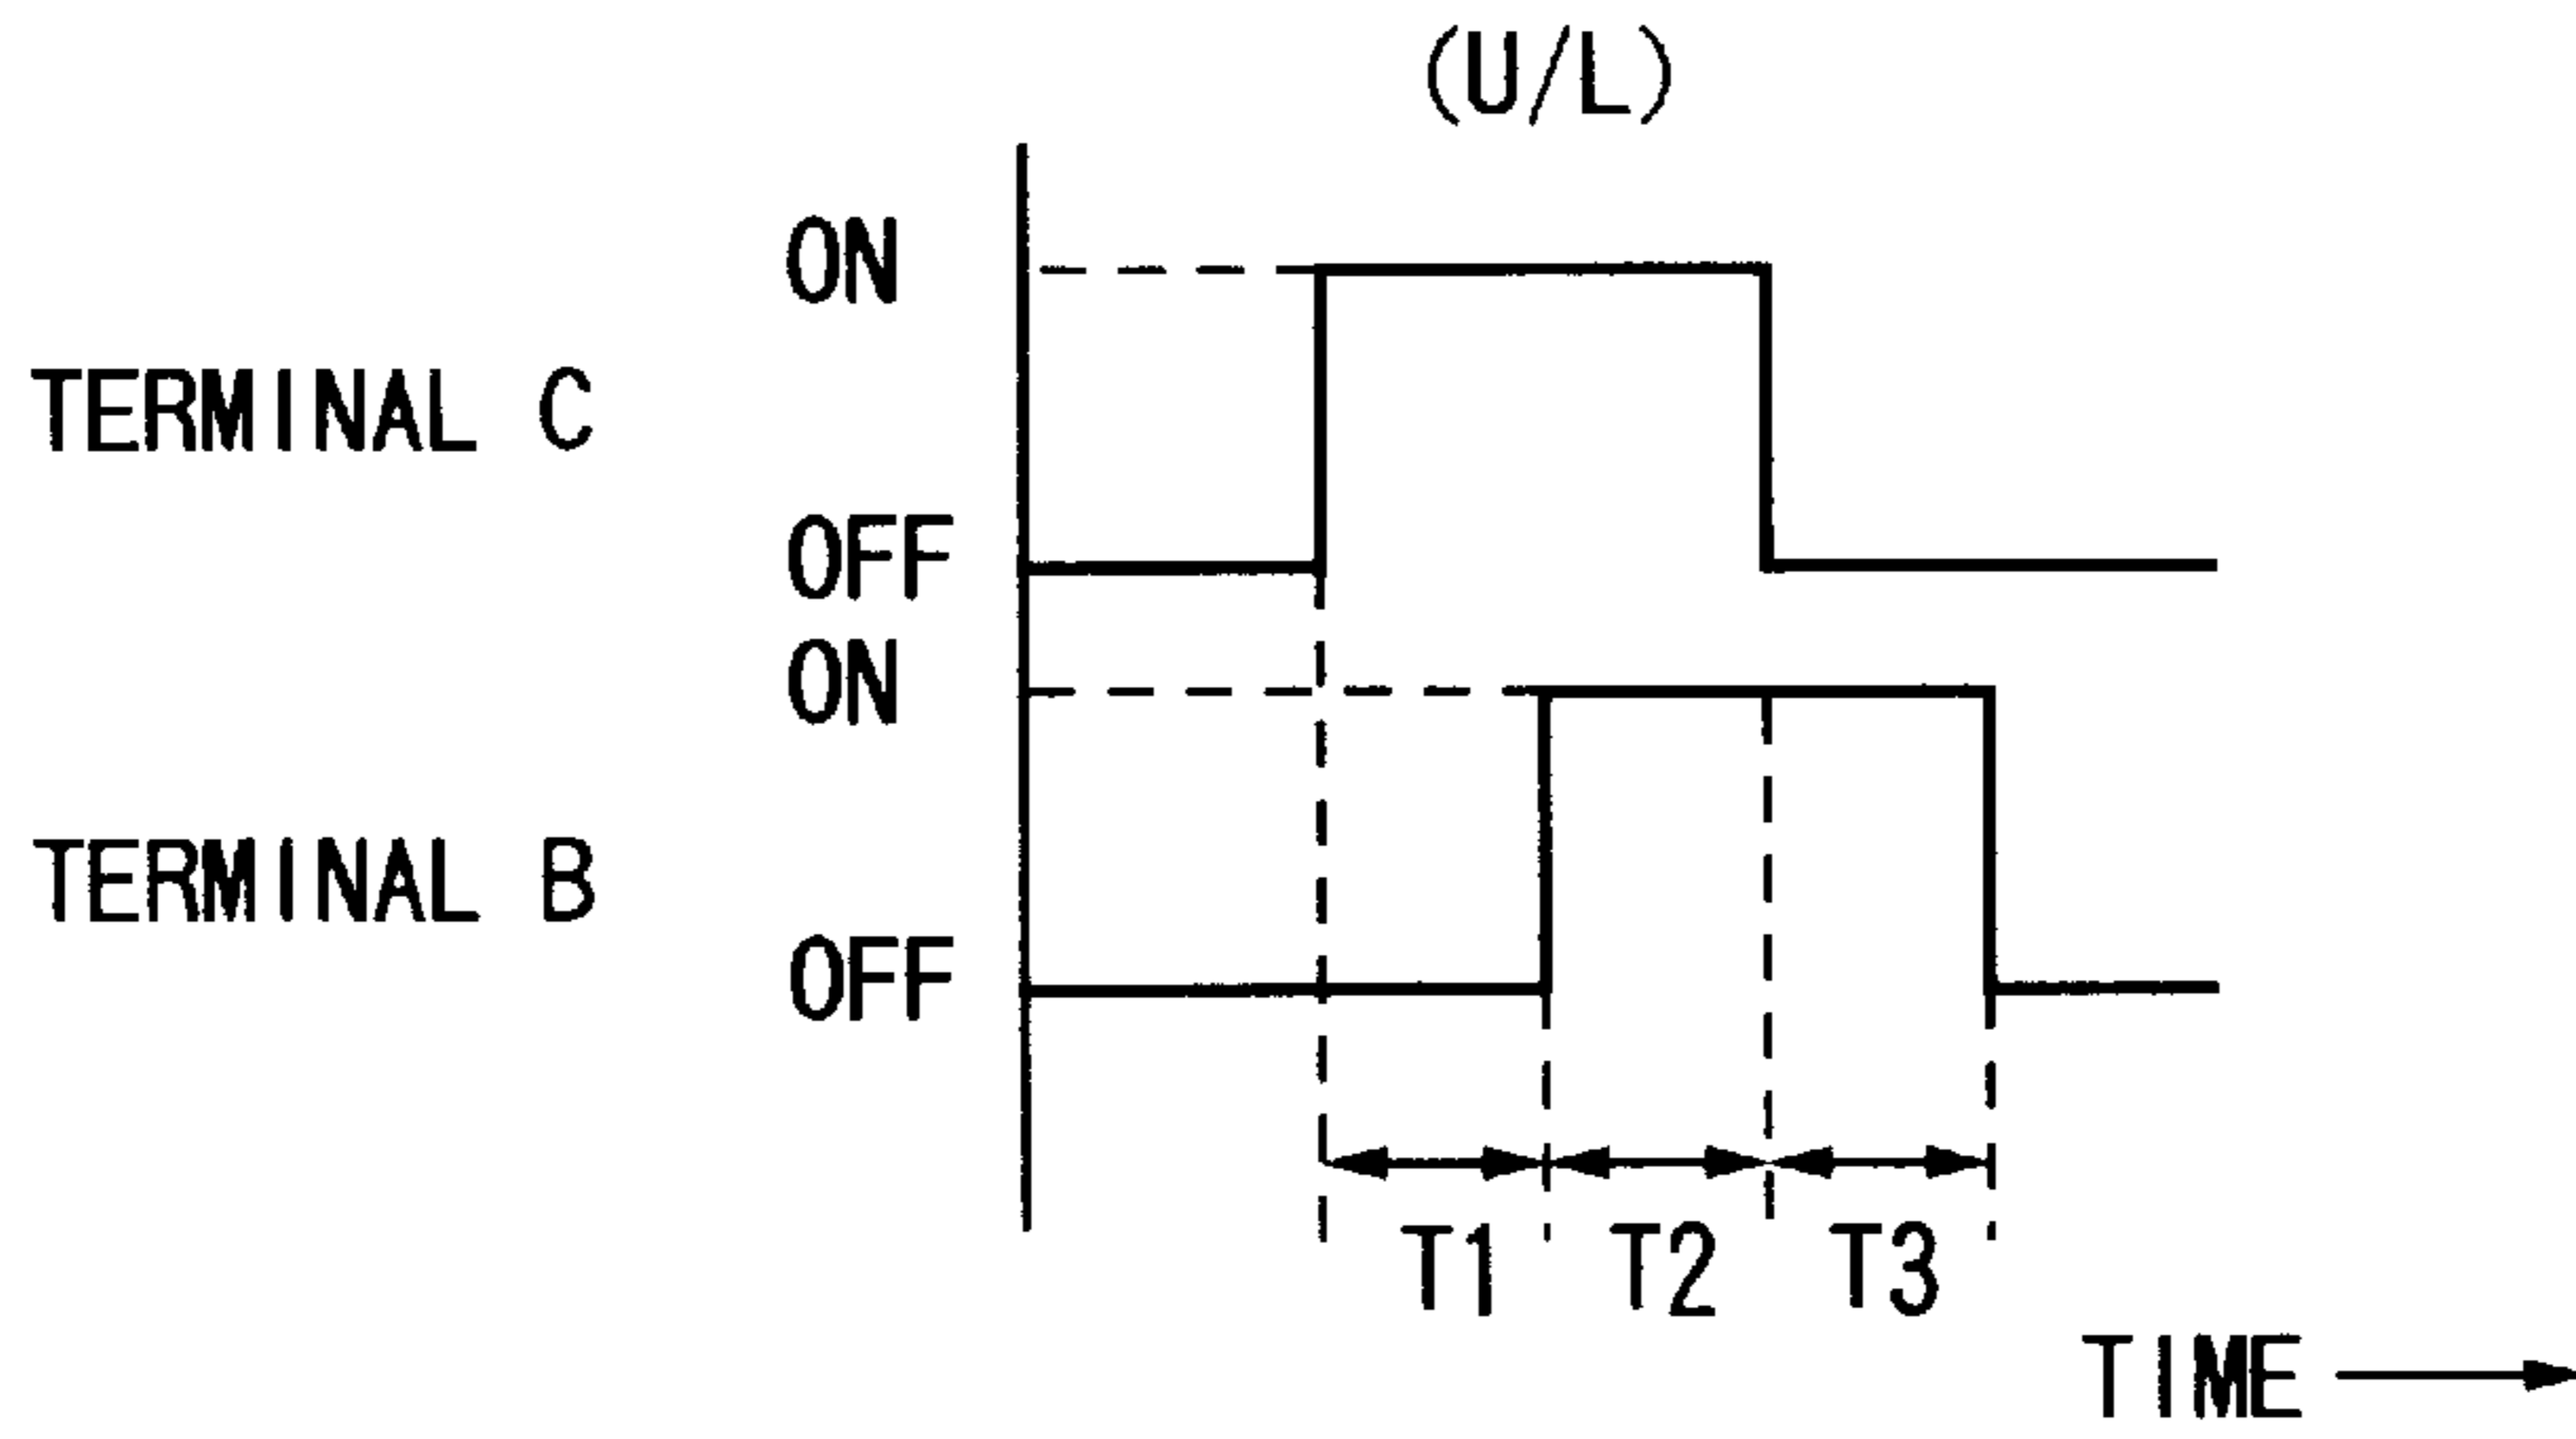 (U/L)
ON
TERMINAL C
OFF
ON
TERMINAL B
OFF
T1 T2 T3
TIME